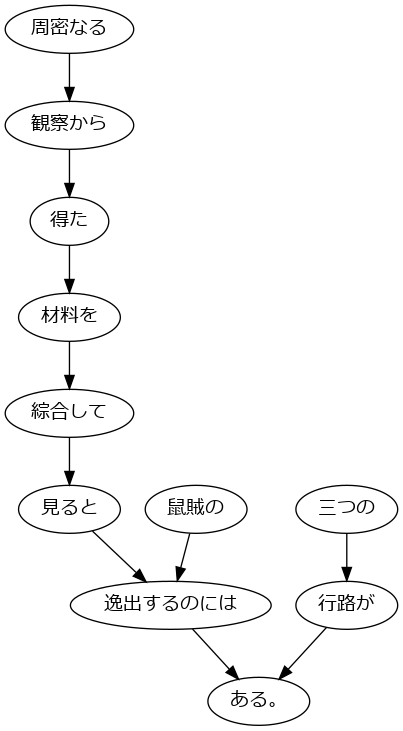 周密なる
観察から
得た
材料を
綜合して
見ると
鼠賊の
三つの
逸出するのには
行路が
ある。